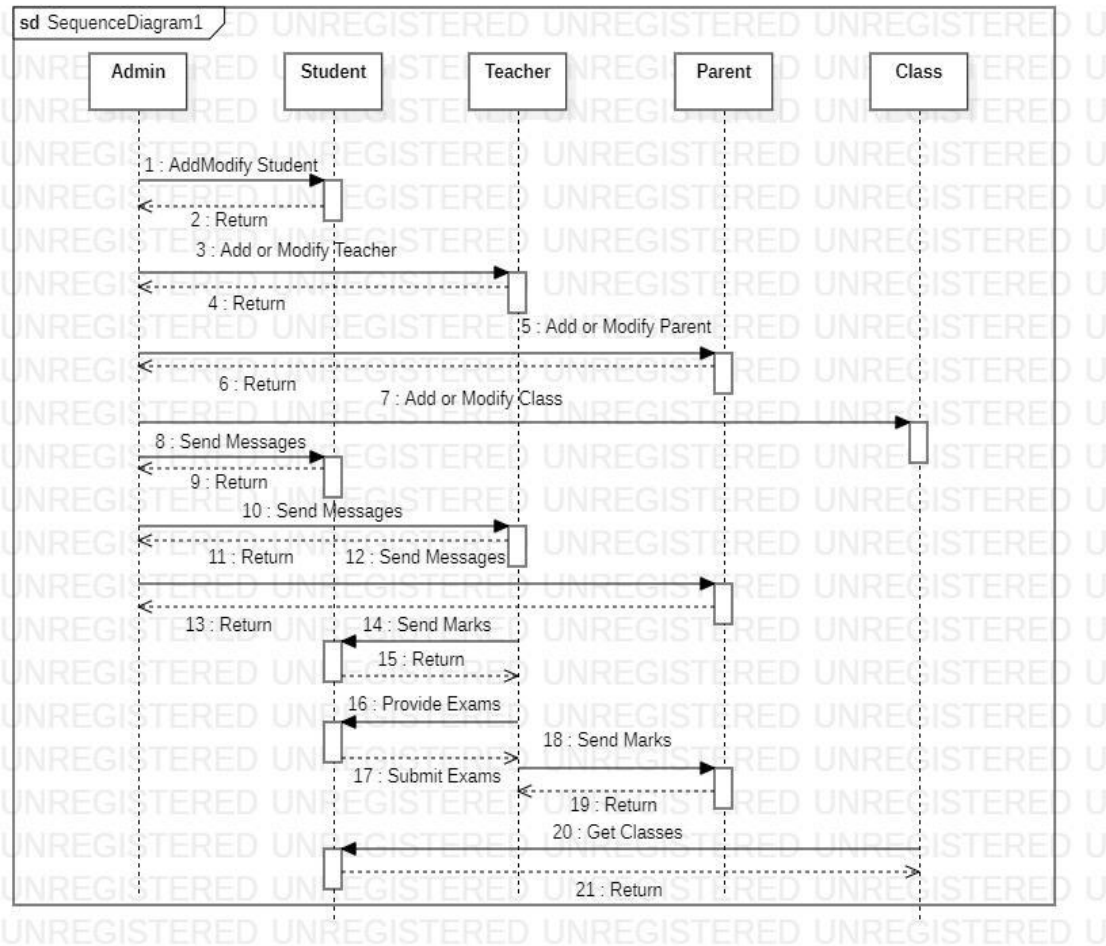 sd SequenceDiagram1
Admin
Student
Teacher
Parent
Class
1 : AddModify Student
2 : Return
3 : Add or Modify Teacher
4 : Return
5 : Add or Modify Parent
6 : Return
7 : Add or Modify Class
8 : Send Messages
9 : Return
10 : Send Messages
11 : Return
12 : Send Messages
13 : Return
14 : Send Marks
15 : Return
16 : Provide Exams
17 : Submit Exams
18 : Send Marks
19 : Return
20 : Get Classes
21 : Return
UNREGISTERED